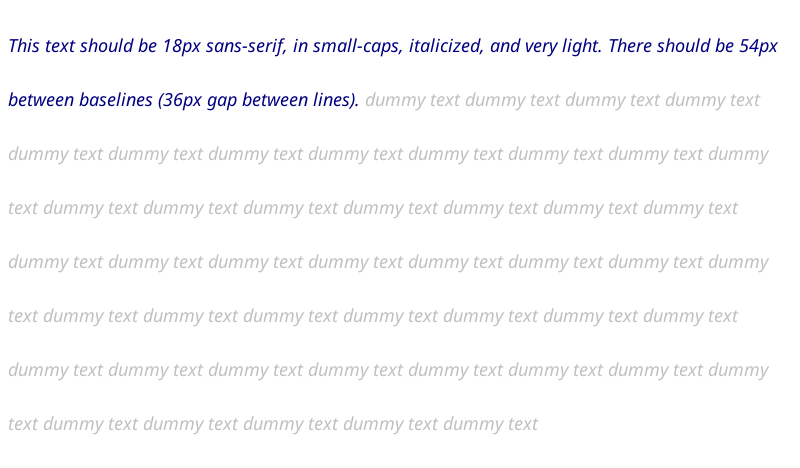 This text should be 18px sans-serif, in small-caps, italicized, and very light. There should be 54px
between baselines (36px gap between lines). dummy text dummy text dummy text dummy text
dummy text dummy text dummy text dummy text dummy text dummy text dummy text dummy
text dummy text dummy text dummy text dummy text dummy text dummy text dummy text
dummy text dummy text dummy text dummy text dummy text dummy text dummy text dummy
text dummy text dummy text dummy text dummy text dummy text dummy text dummy text
dummy text dummy text dummy text dummy text dummy text dummy text dummy text dummy
text dummy text dummy text dummy text dummy text dummy text